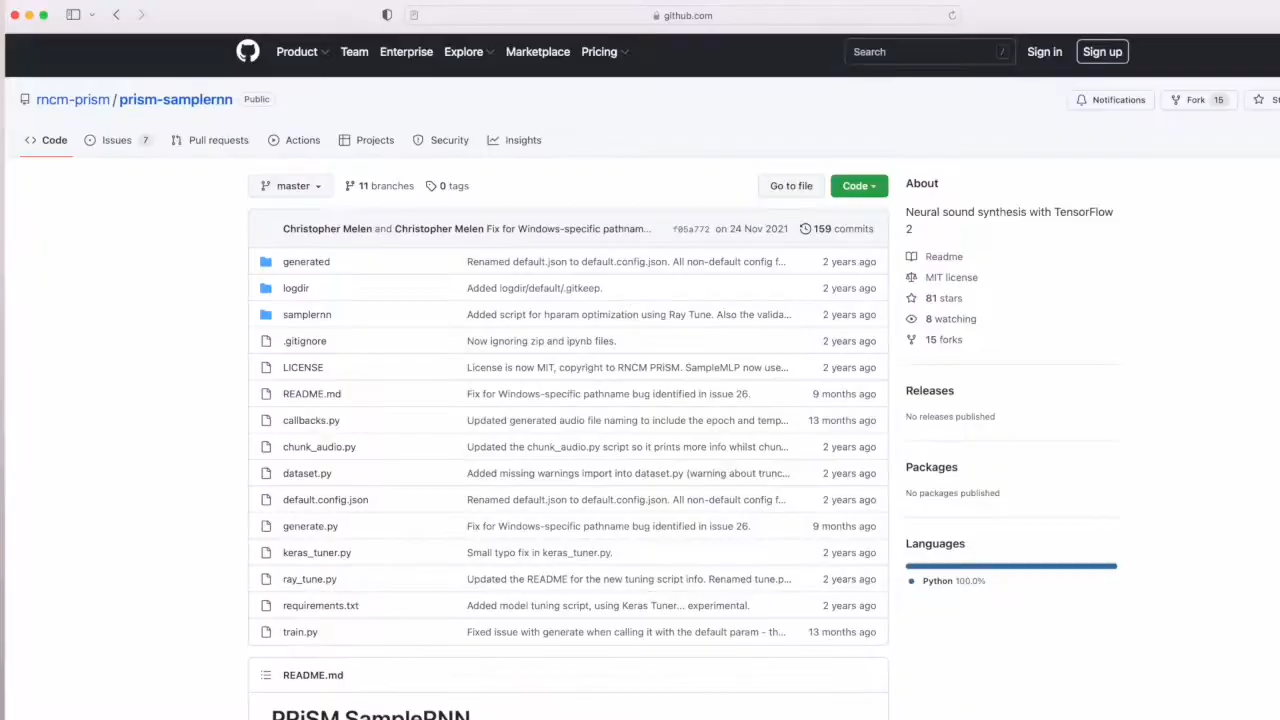 github.com
Product Team Enterprise Explore Marketplace Pricing Search / Sign in Sign up
rncm-prism / prism-samplernn Public Notifications Fork 15
Code Issues 7 Pull requests Actions Projects Security Insights
master 11 branches 0 tags Go to file Code
Christopher Melen and Christopher Melen Fix for Windows-specific pathnam... f05a772 on 24 Nov 2021 159 commits
generated Renamed default.json to default.config.json. All non-default config f... 2 years ago
logdir Added logdir/default/.gitkeep. 2 years ago
samplernn Added script for hparam optimization using Ray Tune. Also the valida... 2 years ago
.gitignore Now ignoring zip and ipynb files. 2 years ago
LICENSE License is now MIT, copyright to RNCM PRiSM. SampleMLP now use... 2 years ago
README.md Fix for Windows-specific pathname bug identified in issue 26. 9 months ago
callbacks.py Updated generated audio file naming to include the epoch and temp... 13 months ago
chunk_audio.py Updated the chunk_audio.py script so it prints more info whilst chun... 2 years ago
dataset.py Added missing warnings import into dataset.py (warning about trunc... 2 years ago
default.config.json Renamed default.json to default.config.json. All non-default config f... 2 years ago
generate.py Fix for Windows-specific pathname bug identified in issue 26. 9 months ago
keras_tuner.py Small typo fix in keras_tuner.py. 2 years ago
ray_tune.py Updated the README for the new tuning script info. Renamed tune.p... 2 years ago
requirements.txt Added model tuning script, using Keras Tuner... experimental. 2 years ago
train.py Fixed issue with generate when calling it with the default param - th... 13 months ago
README.md
PRiSM SampleRNN
About
Neural sound synthesis with TensorFlow
2
Readme
MIT license
81 stars
8 watching
15 forks
Releases
No releases published
Packages
No packages published
Languages
Python 100.0%